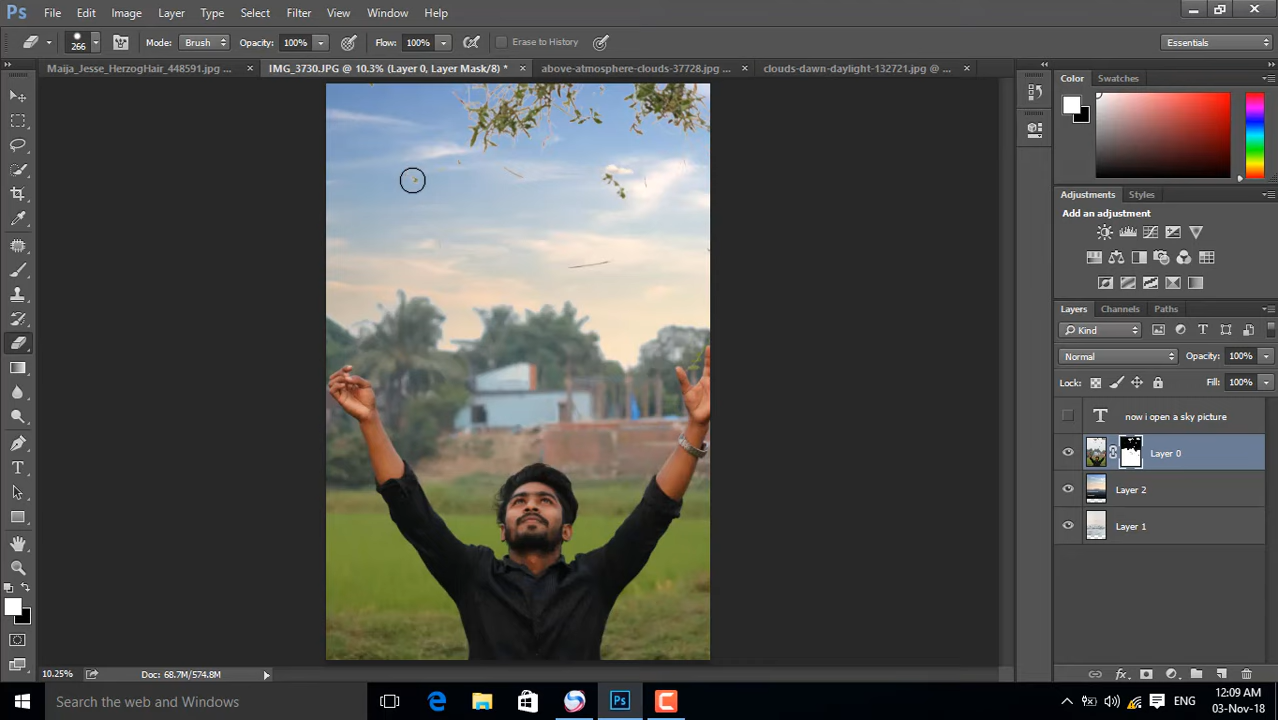 Ps File Edit Image Layer Type Select Filter View Window Help
266 Mode: Brush Opacity: 100% Flow: 100% Erase to History Essentials
Maija_Jesse_HerzogHair_448591.jpg ... × IMG_3730.JPG @ 10.3% (Layer 0, Layer Mask/8) * × above-atmosphere-clouds-37728.jpg ... × clouds-dawn-daylight-132721.jpg @ ... ×
Color Swatches
Adjustments Styles
Add an adjustment
Layers Channels Paths
Kind
Normal Opacity: 100%
Lock: Fill: 100%
T now i open a sky picture
Layer 0
Layer 2
Layer 1
10.25% Doc: 68.7M/574.8M
Search the web and Windows
Ps
ENG
12:09 AM
03-Nov-18